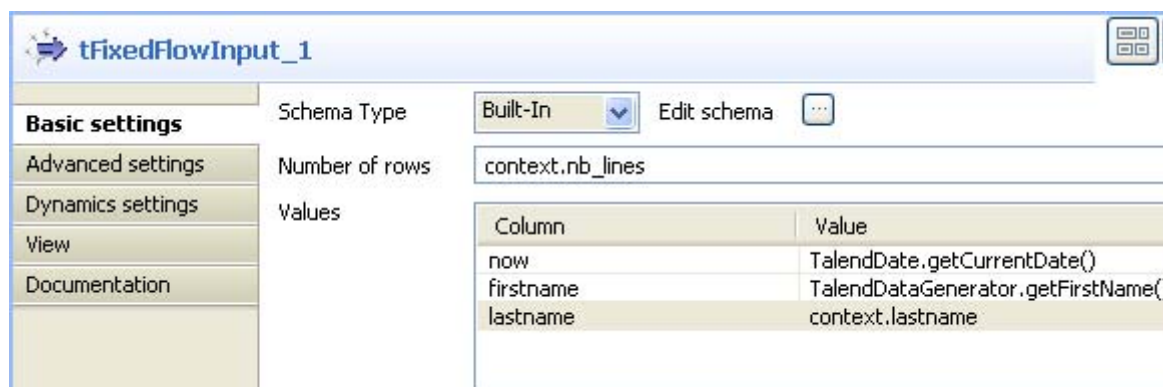 tFixedFlowInput_1
Basic settings
Advanced settings
Dynamics settings
View
Documentation
Schema Type Built-In Edit schema ...
Number of rows context.nb_lines
Values
Column Value
now TalendDate.getCurrentDate()
firstname TalendDataGenerator.getFirstName(
lastname context.lastname